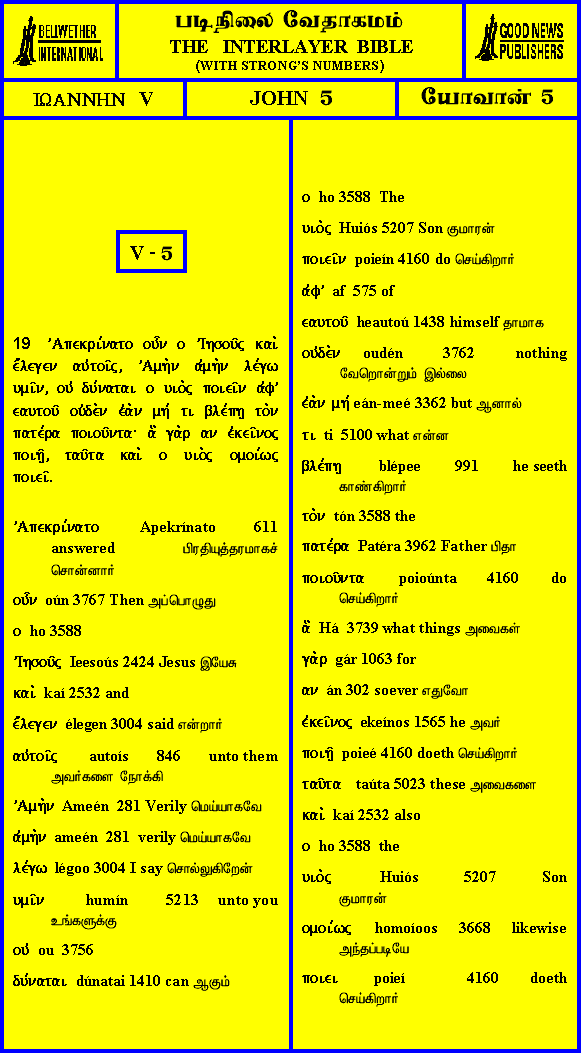 BELLWETHER
INTERNATIONAL
படிநிலை வேதாகமம்
THE INTERLAYER BIBLE
(WITH STRONG'S NUMBERS)
GOOD NEWS
PUBLISHERS
ΙΩΑΝΝΗΝ V
JOHN 5
யோவான் 5
V - 5
19 Ἀπεκρίνατο οὖν ο Ἰησοῦς καὶ
ἔλεγεν αὐτοῖς, Ἀμὴν ἀμὴν λέγω
υμῖν, οὐ δύναται ο υιὸς ποιεῖν ἀφ'
εαυτοῦ οὐδὲν ἐὰν μή τι βλέπῃ τὸν
πατέρα ποιοῦντα· ἃ γὰρ αν ἐκεῖνος
ποιῇ, ταῦτα καὶ ο υιὸς ομοίως
ποιεῖ.
Ἀπεκρίνατο Apekrínato 611
answered பிரதியுத்தரமாகச்
சொன்னார்
οὖν oún 3767 Then அப்பொழுது
ο ho 3588
Ἰησοῦς Ieesoús 2424 Jesus இயேசு
καὶ kaí 2532 and
ἔλεγεν élegen 3004 said என்றார்
αὐτοῖς autoís 846 unto them
அவர்களை நோக்கி
Ἀμὴν Ameén 281 Verily மெய்யாகவே
ἀμὴν ameén 281 verily மெய்யாகவே
λέγω légoo 3004 I say சொல்லுகிறேன்
υμῖν humín 5213 unto you
உங்களுக்கு
οὐ ou 3756
δύναται dúnatai 1410 can ஆகும்
ο ho 3588 The
υιὸς Huiós 5207 Son குமாரன்
ποιεῖν poieín 4160 do செய்கிறார்
ἀφ' af 575 of
εαυτοῦ heautoú 1438 himself தாமாக
οὐδὲν oudén 3762 nothing
வேறொன்றும் இல்லை
ἐὰν μή eán-meé 3362 but ஆனால்
τι ti 5100 what என்ன
βλέπῃ blépee 991 he seeth
காண்கிறார்
τὸν tón 3588 the
πατέρα Patéra 3962 Father பிதா
ποιοῦντα poioúnta 4160 do
செய்கிறார்
ἃ Há 3739 what things அவைகள்
γὰρ gár 1063 for
αν án 302 soever எதுவோ
ἐκεῖνος ekeínos 1565 he அவர்
ποιῇ poieé 4160 doeth செய்கிறார்
ταῦτα taúta 5023 these அவைகளை
καὶ kaí 2532 also
ο ho 3588 the
υιὸς Huiós 5207 Son
குமாரன்
ομοίως homoíoos 3668 likewise
அந்தப்படியே
ποιει poieí 4160 doeth
செய்கிறார்